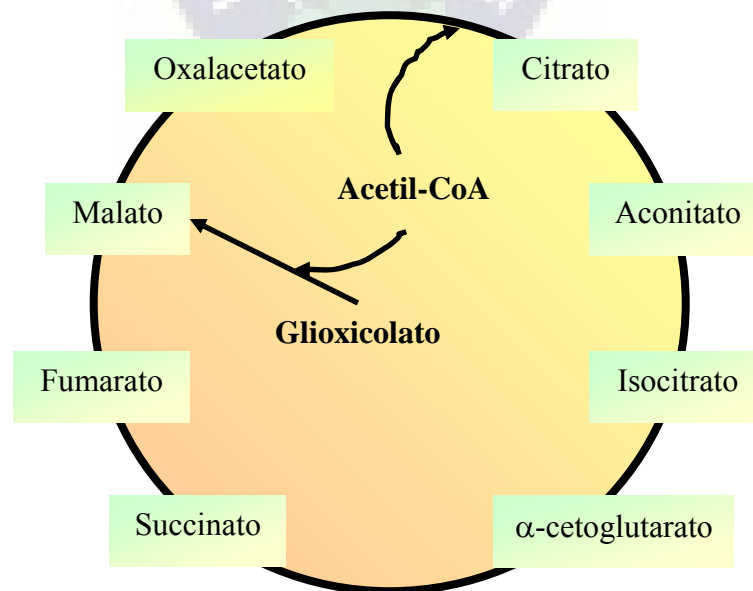 Oxalacetato
Citrato
Acetil-CoA
Malato
Aconitato
Glioxicolato
Fumarato
Isocitrato
Succinato
α-cetoglutarato